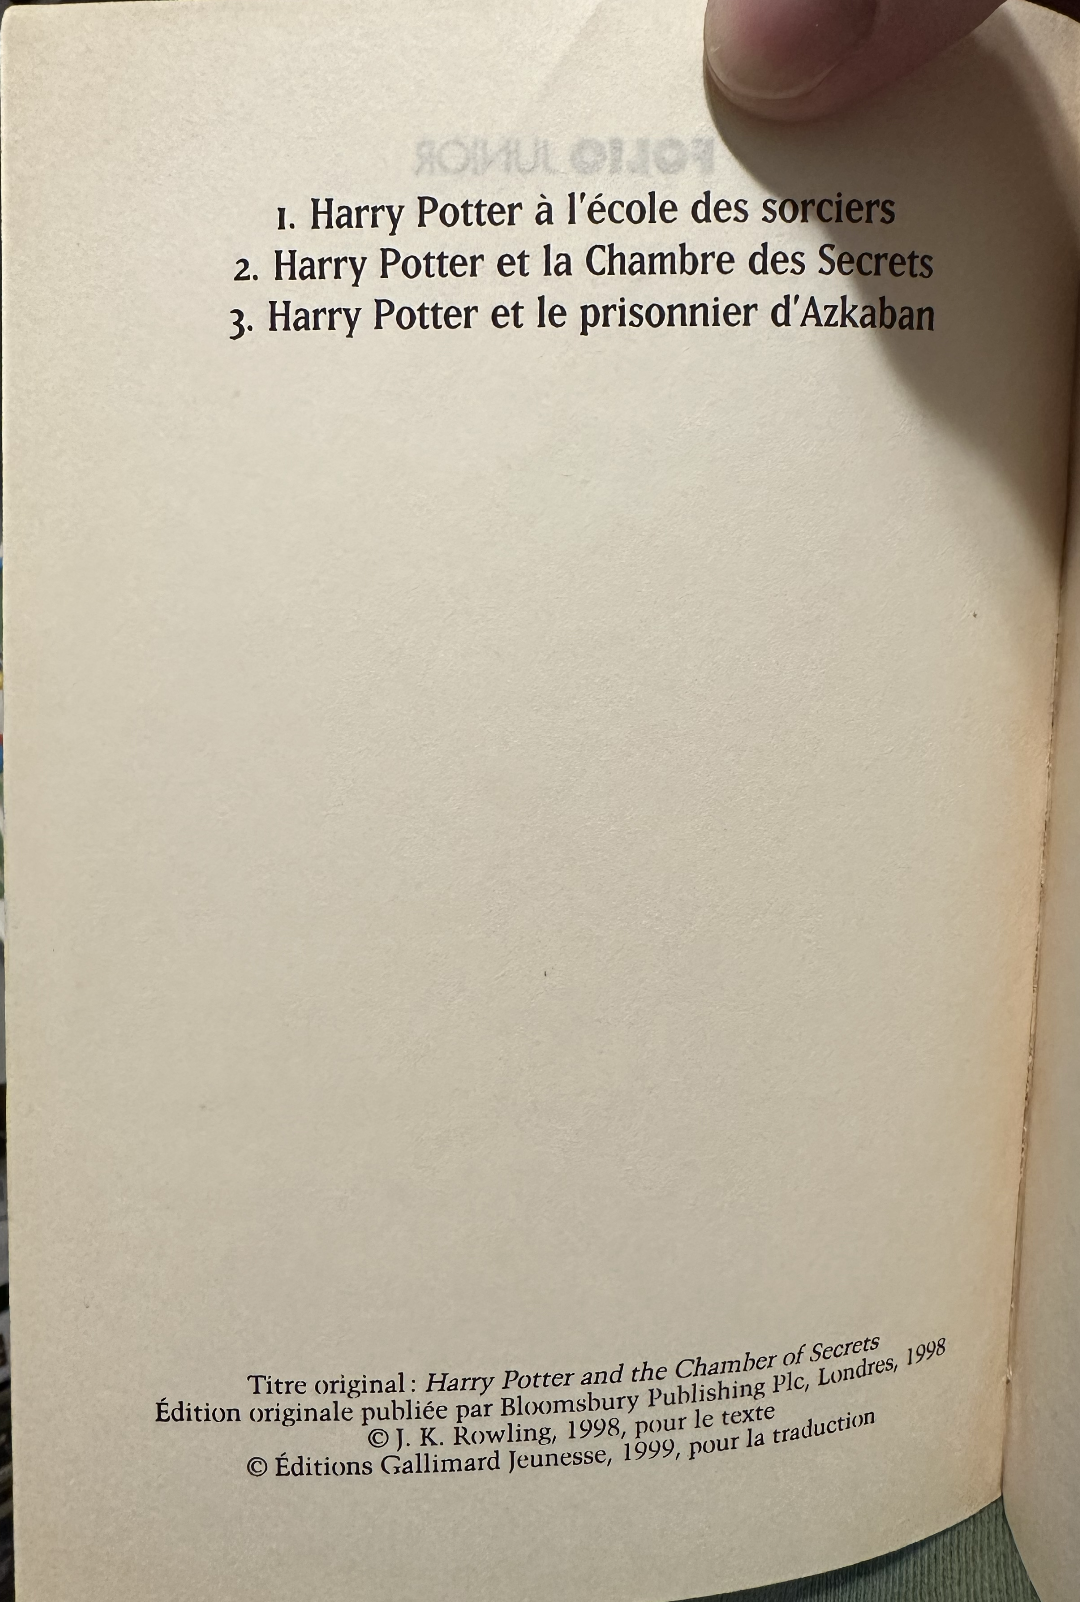 FOLIO JUNIOR
1. Harry Potter à l'école des sorciers
2. Harry Potter et la Chambre des Secrets
3. Harry Potter et le prisonnier d'Azkaban
Titre original : Harry Potter and the Chamber of Secrets
Édition originale publiée par Bloomsbury Publishing Plc, Londres, 1998
© J. K. Rowling, 1998, pour le texte
© Éditions Gallimard Jeunesse, 1999, pour la traduction